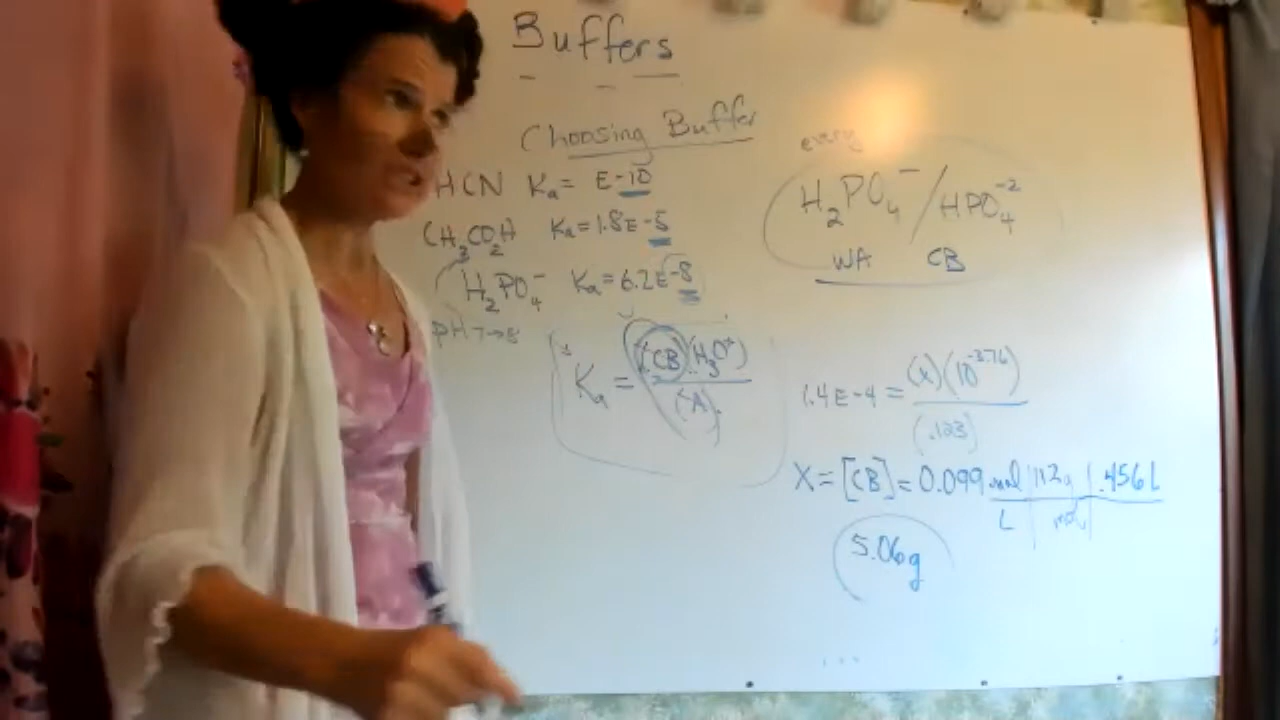 Buffers
Choosing Buffer
HCN Ka = E-10
CH3CO2H Ka = 1.8E-5
H2PO4⁻ Ka = 6.2E-8
pH 7→8
Ka = (CB)(H3O⁺)
(A)
every
H2PO4⁻ / HPO4⁻²
WA CB
1.4E-4 = (x)(10^-3.76)
(.123)
X = [CB] = 0.099 mol | 112g | .456L
L | mol |
5.06g